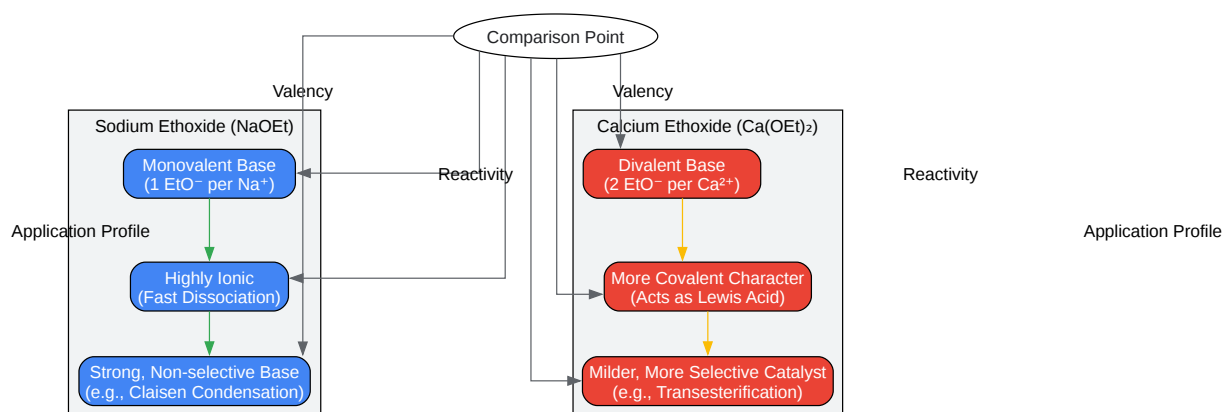 Comparison Point
Valency
Valency
Sodium Ethoxide (NaOEt)
Calcium Ethoxide (Ca(OEt)₂)
Monovalent Base
(1 EtO⁻ per Na⁺)
Reactivity
Divalent Base
(2 EtO⁻ per Ca²⁺)
Reactivity
Application Profile
Application Profile
Highly Ionic
(Fast Dissociation)
More Covalent Character
(Acts as Lewis Acid)
Strong, Non-selective Base
(e.g., Claisen Condensation)
Milder, More Selective Catalyst
(e.g., Transesterification)